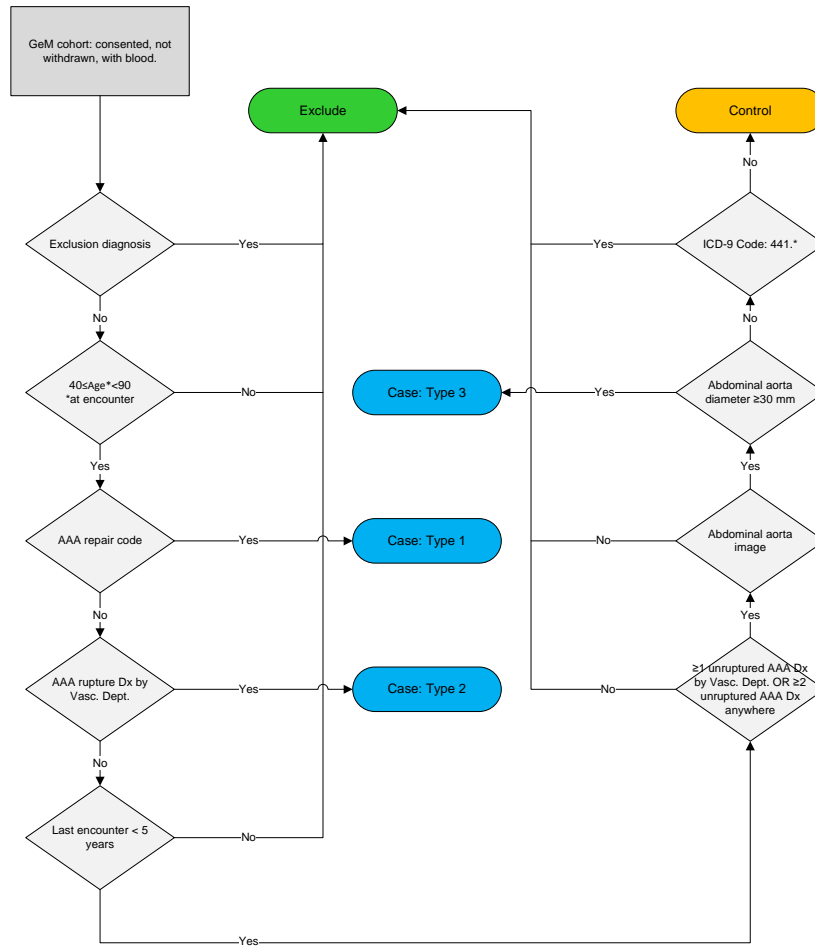 GeM cohort: consented, not
withdrawn, with blood.
Exclude
Control
No
Exclusion diagnosis
Yes
Yes
ICD-9 Code: 441.*
No
No
40≤Age*<90
*at encounter
No
Case: Type 3
Yes
Abdominal aorta
diameter ≥30 mm
Yes
Yes
AAA repair code
Yes
Case: Type 1
No
Abdominal aorta
image
No
Yes
AAA rupture Dx by
Vasc. Dept.
Yes
Case: Type 2
No
≥1 unruptured AAA Dx
by Vasc. Dept. OR ≥2
unruptured AAA Dx
anywhere
No
Last encounter < 5
years
No
Yes